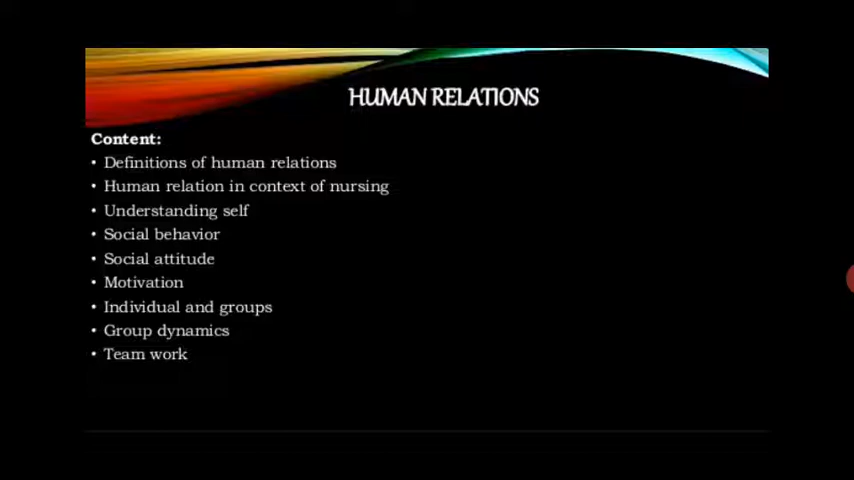 HUMAN RELATIONS
Content:
• Definitions of human relations
• Human relation in context of nursing
• Understanding self
• Social behavior
• Social attitude
• Motivation
• Individual and groups
• Group dynamics
• Team work